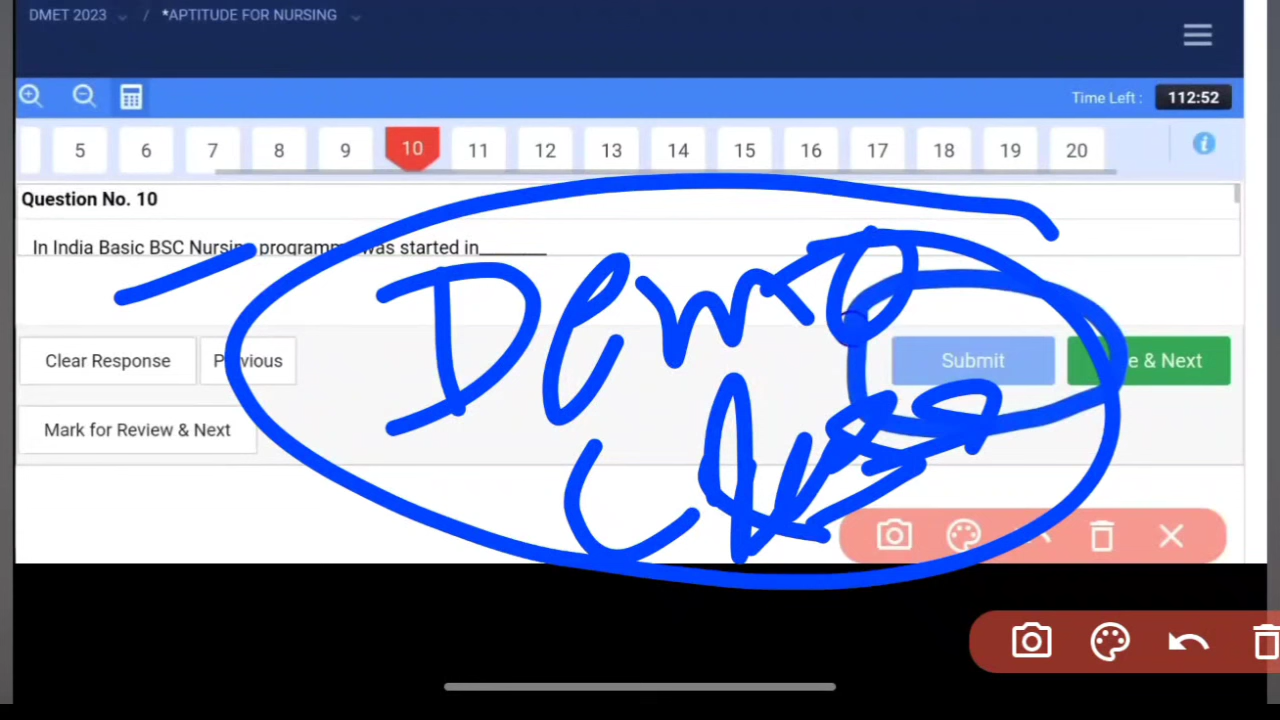 DMET 2023 / *APTITUDE FOR NURSING
Time Left : 112:52
5 6 7 8 9 10 11 12 13 14 15 16 17 18 19 20
Question No. 10
In India Basic BSC Nursing programme was started in_______
Clear Response Previous Submit Save & Next
Mark for Review & Next
Demo
Class